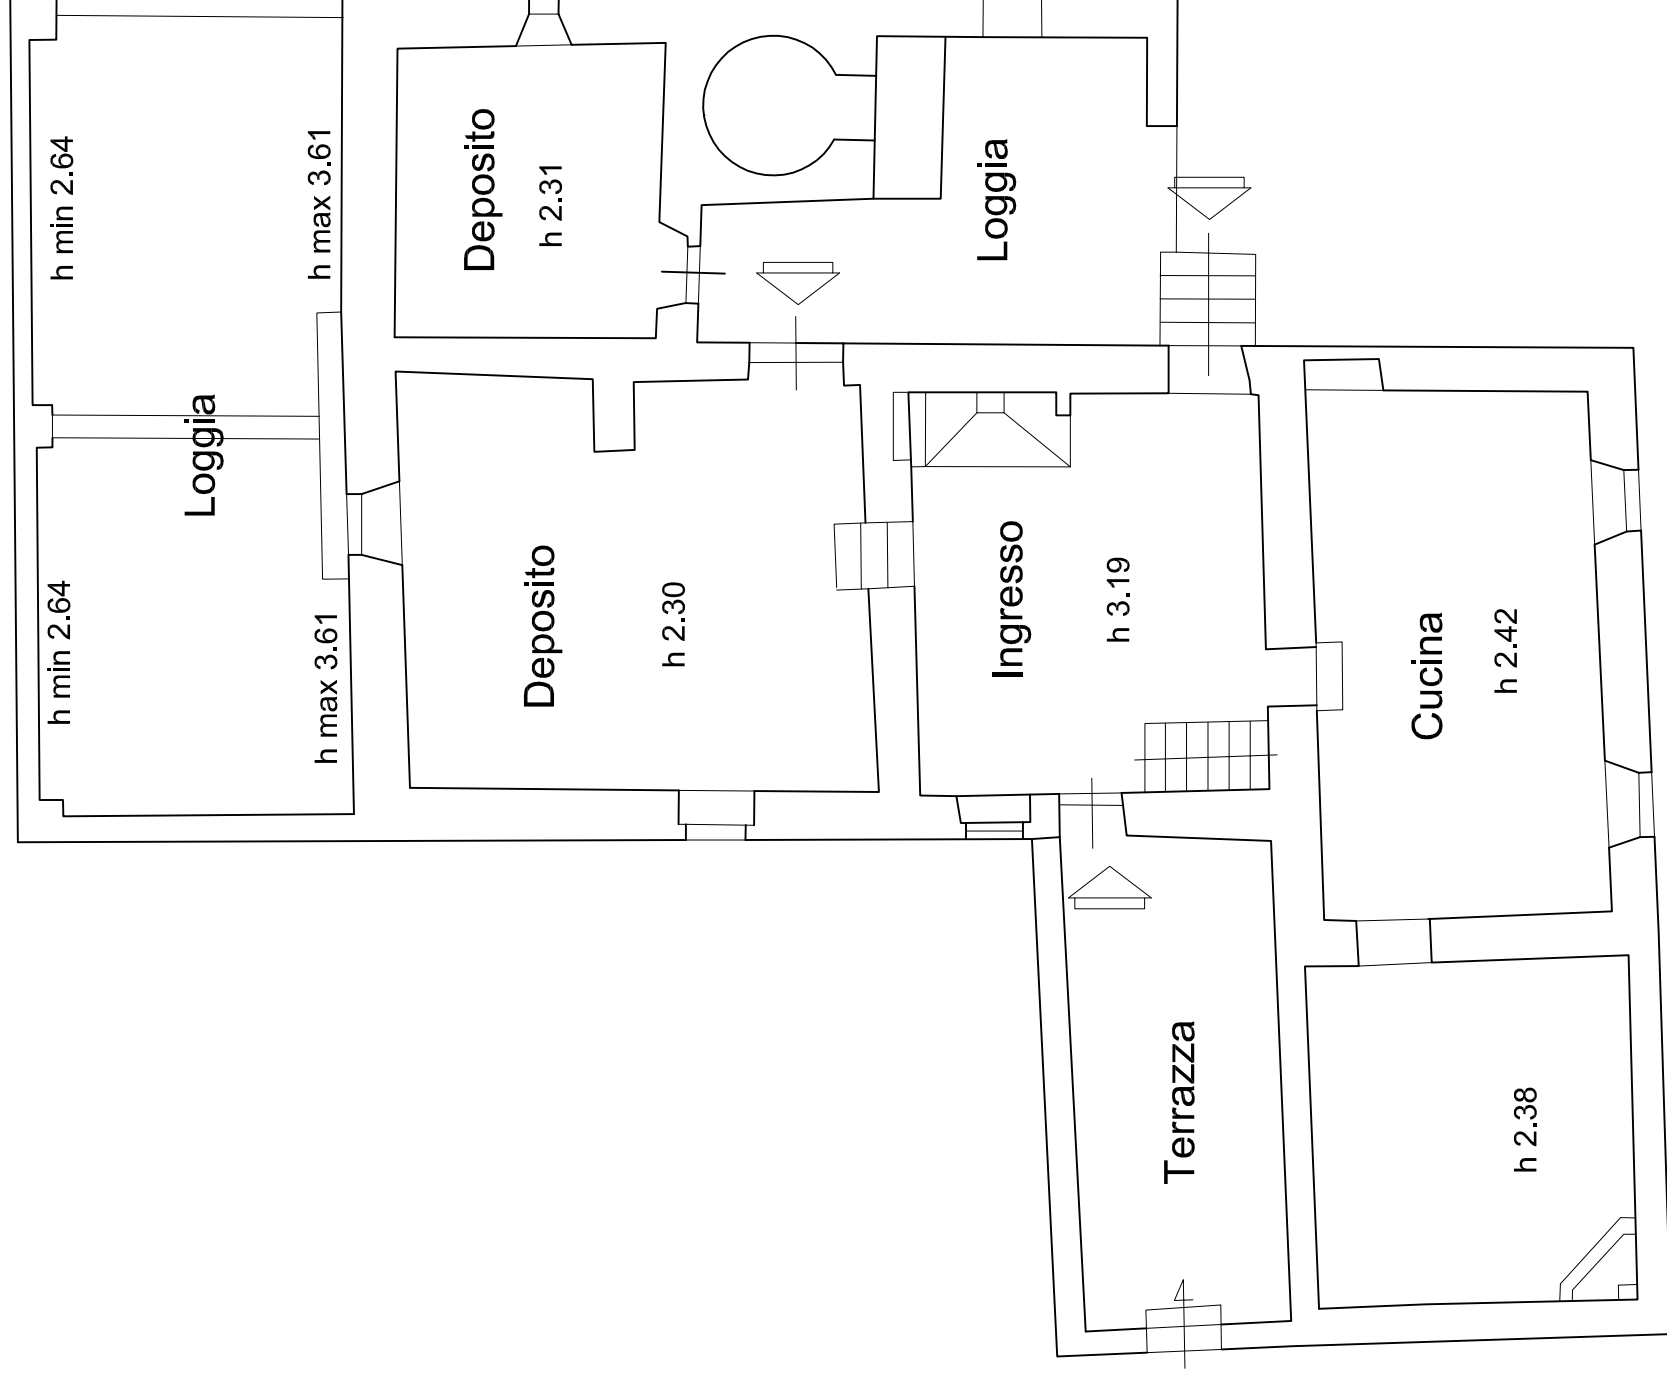 h min 2.64
h max 3.61
Loggia
h min 2.64
h max 3.61
Deposito
h 2.31
Loggia
Deposito
h 2.30
Ingresso
h 3.19
Cucina
h 2.42
Terrazza
h 2.38